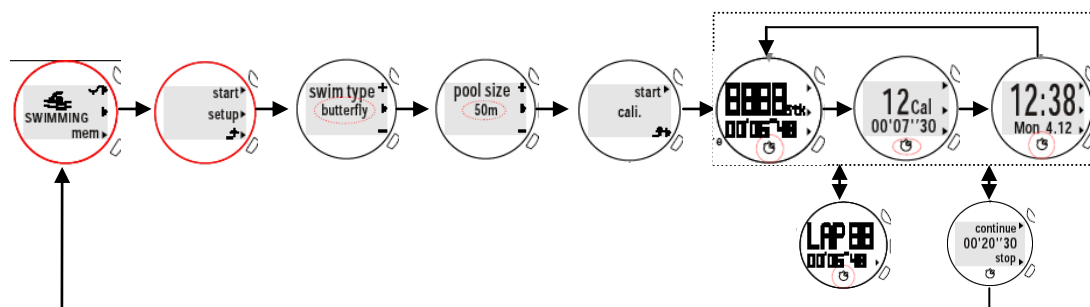 SWIMMING
mem
start
setup
swim type +
butterfly
–
pool size +
50m
–
start
cali.
8888stk
00'06"48
e
12Cal
00'07''30
12:38
Mon 4.12
LAP 88
00'06"48
continue
00'20''30
stop